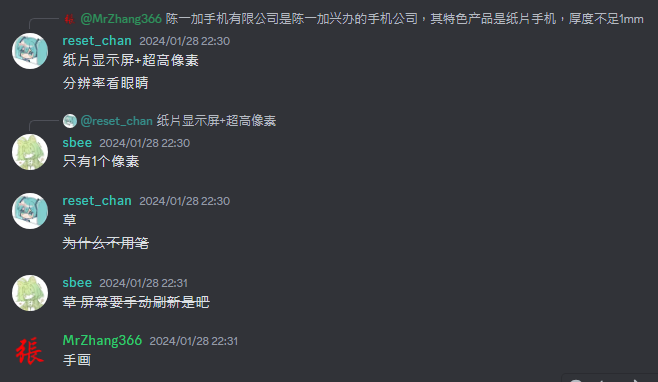 @MrZhang366 陈一加手机有限公司是陈一加兴办的手机公司，其特色产品是纸片手机，厚度不足1mm
reset_chan 2024/01/28 22:30
纸片显示屏+超高像素
分辨率看眼睛
@reset_chan 纸片显示屏+超高像素
sbee 2024/01/28 22:30
只有1个像素
reset_chan 2024/01/28 22:30
草
为什么不用笔
sbee 2024/01/28 22:31
草 屏幕要手动刷新是吧
張
MrZhang366 2024/01/28 22:31
手画